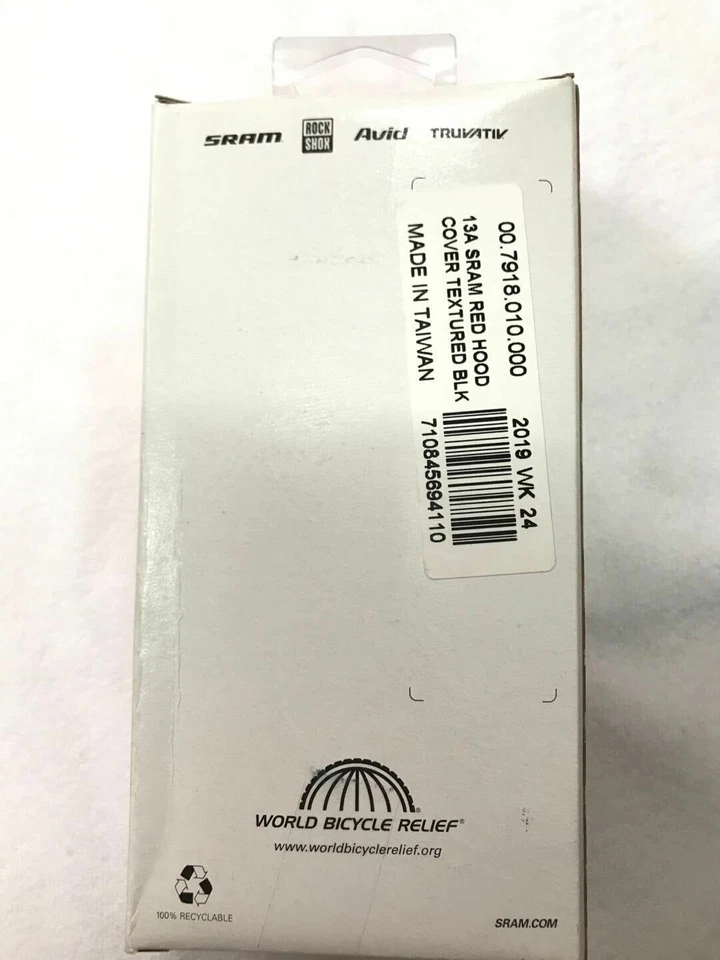 SRAM
ROCK
SHOX
Avid
TRUVATIV
00.7918.010.000
13A SRAM RED HOOD
COVER TEXTURED BLK
MADE IN TAIWAN
2019 WK 24
710845694110
WORLD BICYCLE RELIEF®
www.worldbicyclerelief.org
100% RECYCLABLE
SRAM.COM